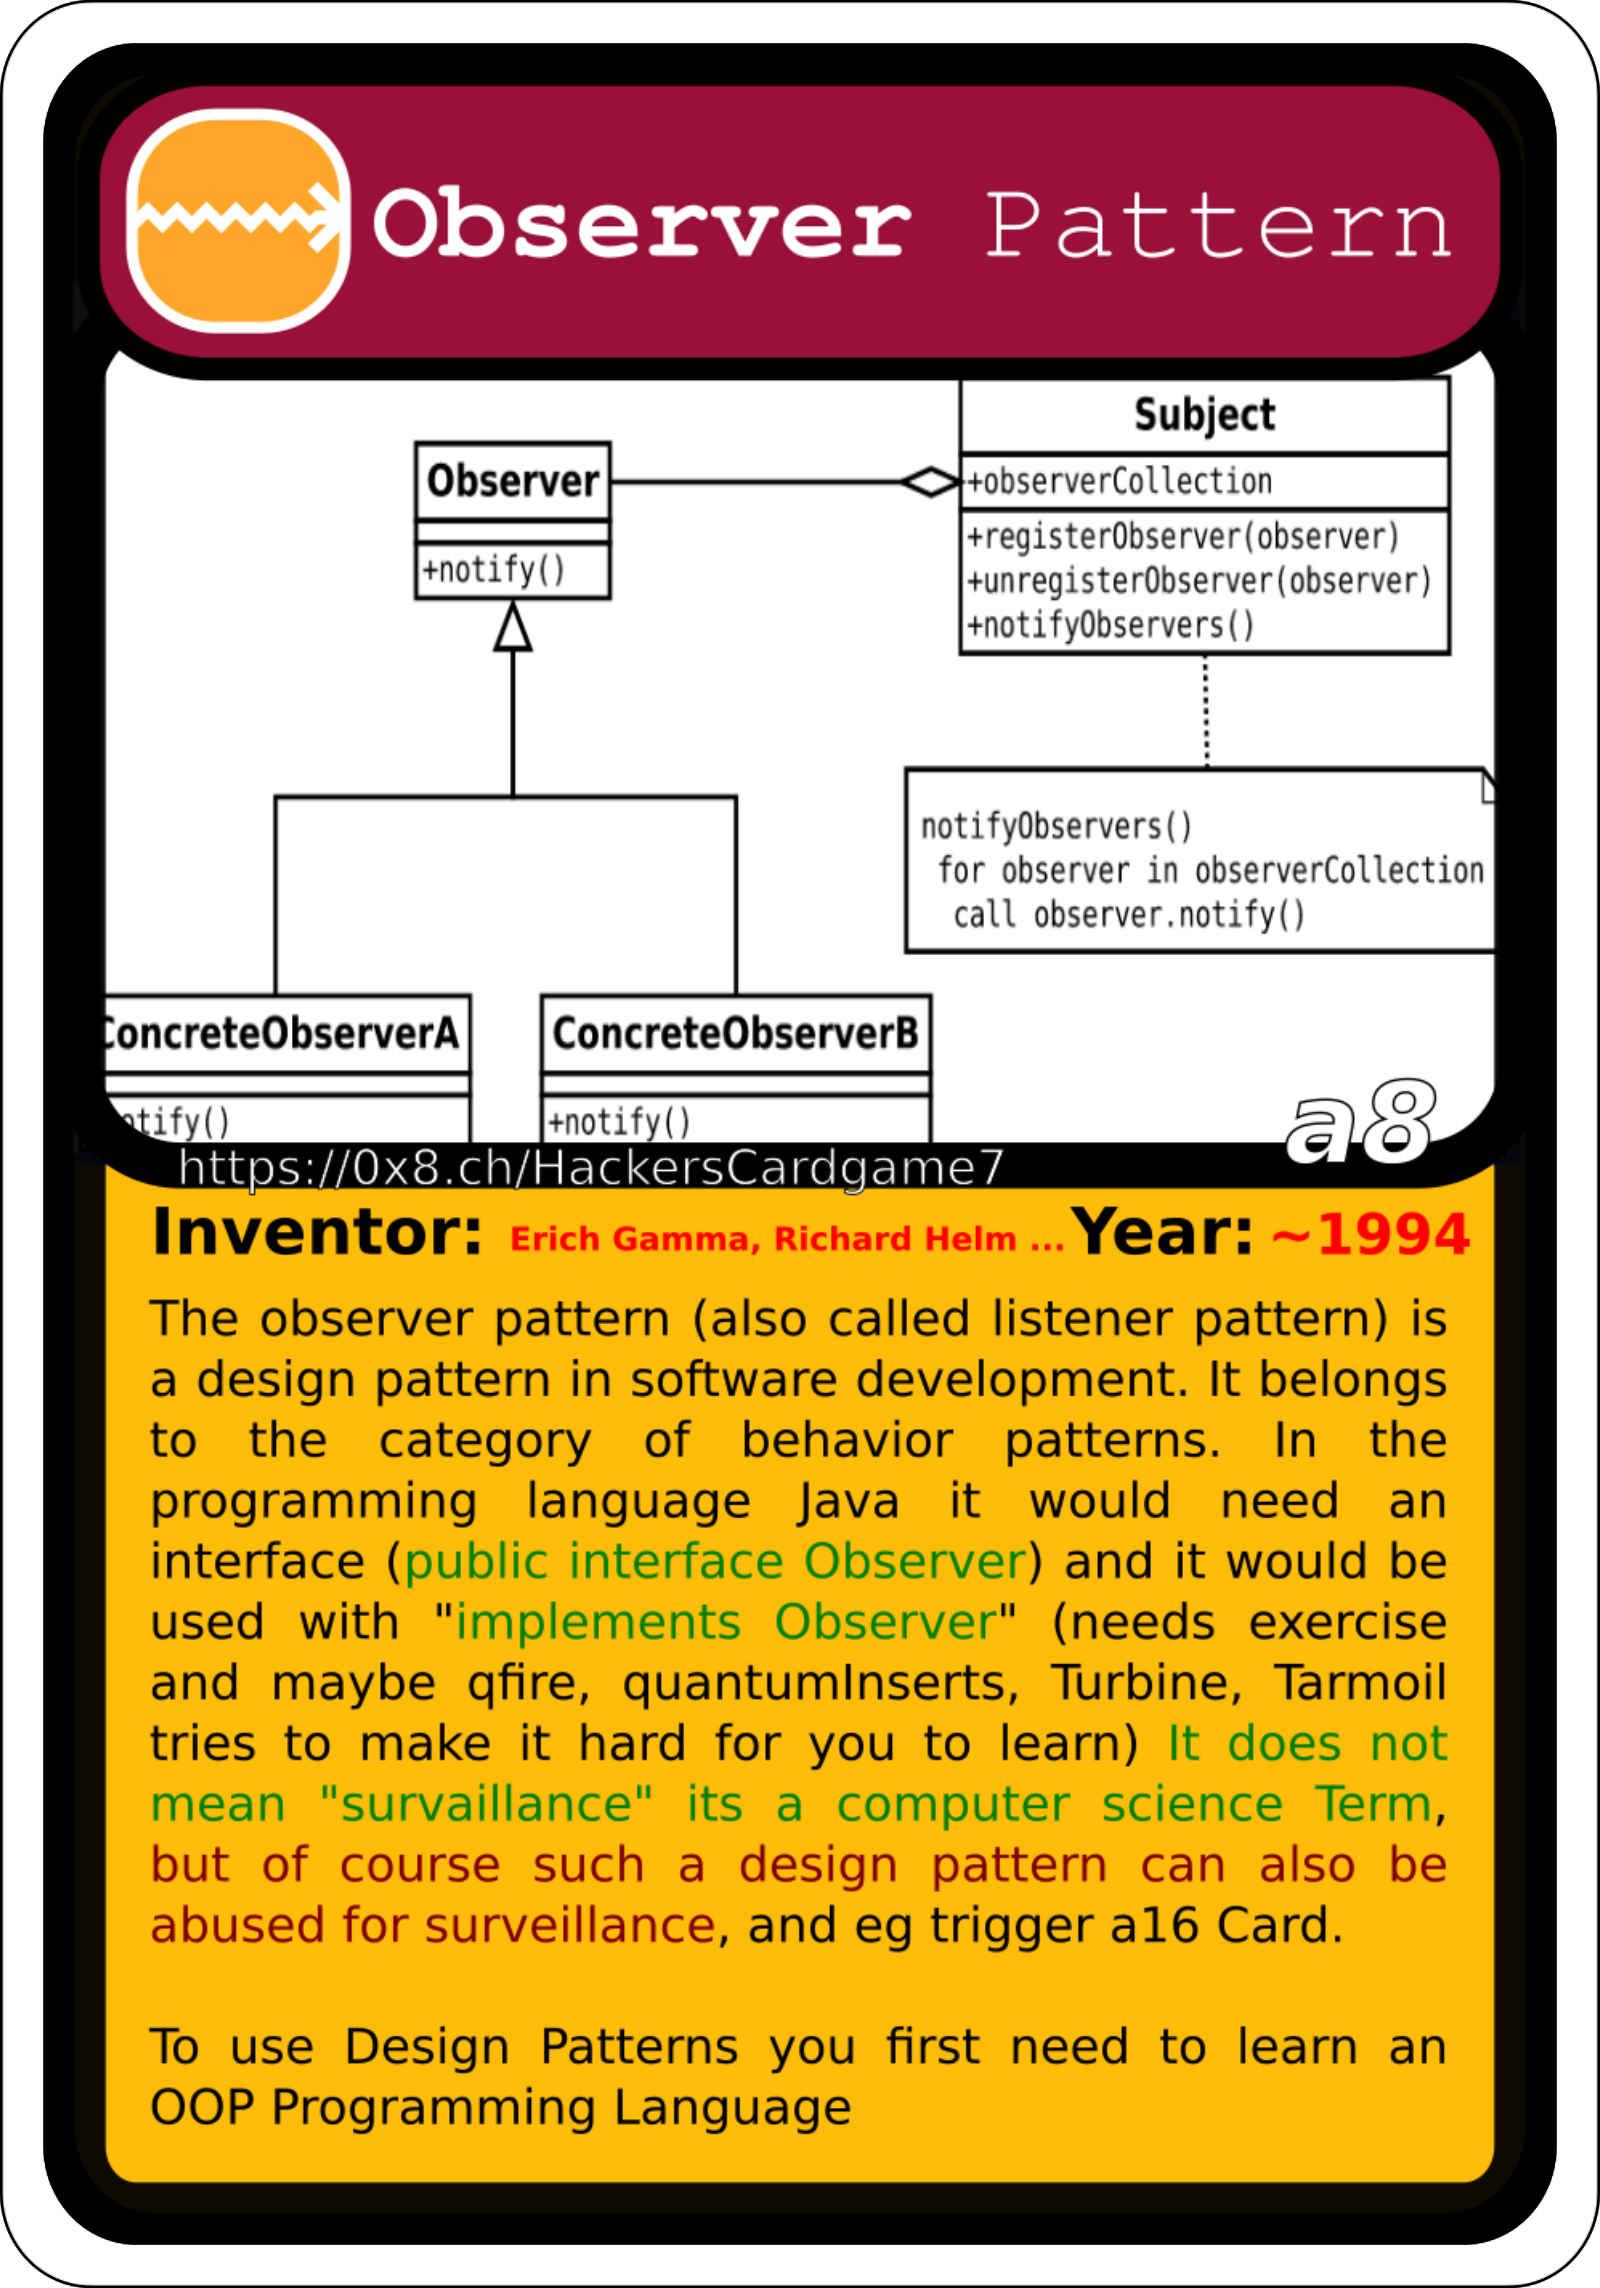 Observer Pattern
Subject
+observerCollection
+registerObserver(observer)
+unregisterObserver(observer)
+notifyObservers()
Observer
+notify()
notifyObservers()
for observer in observerCollection
call observer.notify()
ConcreteObserverA
otify()
ConcreteObserverB
+notify()
a8
https://0x8.ch/HackersCardgame7
Inventor: Erich Gamma, Richard Helm ... Year: ~1994
The observer pattern (also called listener pattern) is
a design pattern in software development. It belongs
to the category of behavior patterns. In the
programming language Java it would need an
interface (public interface Observer) and it would be
used with "implements Observer" (needs exercise
and maybe qfire, quantumInserts, Turbine, Tarmoil
tries to make it hard for you to learn) It does not
mean "survaillance" its a computer science Term,
but of course such a design pattern can also be
abused for surveillance, and eg trigger a16 Card.
To use Design Patterns you first need to learn an
OOP Programming Language